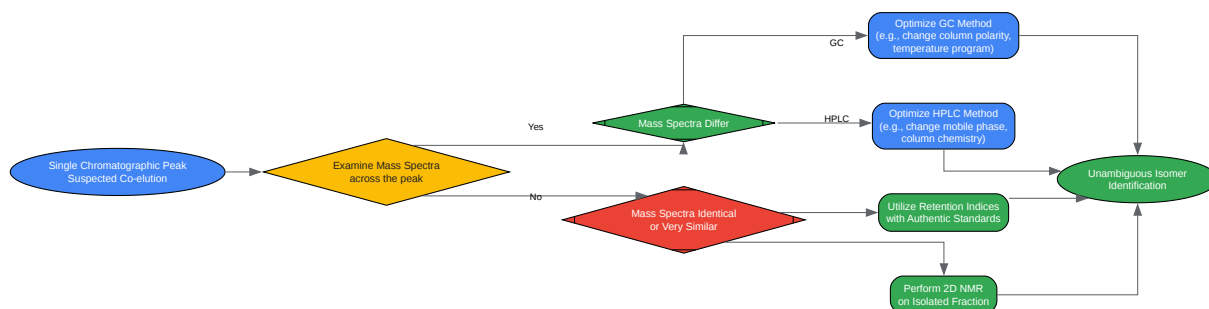 Single Chromatographic Peak
Suspected Co-elution
Examine Mass Spectra
across the peak
Yes
No
Mass Spectra Differ
Mass Spectra Identical
or Very Similar
GC
HPLC
Optimize GC Method
(e.g., change column polarity,
temperature program)
Optimize HPLC Method
(e.g., change mobile phase,
column chemistry)
Utilize Retention Indices
with Authentic Standards
Perform 2D NMR
on Isolated Fraction
Unambiguous Isomer
Identification